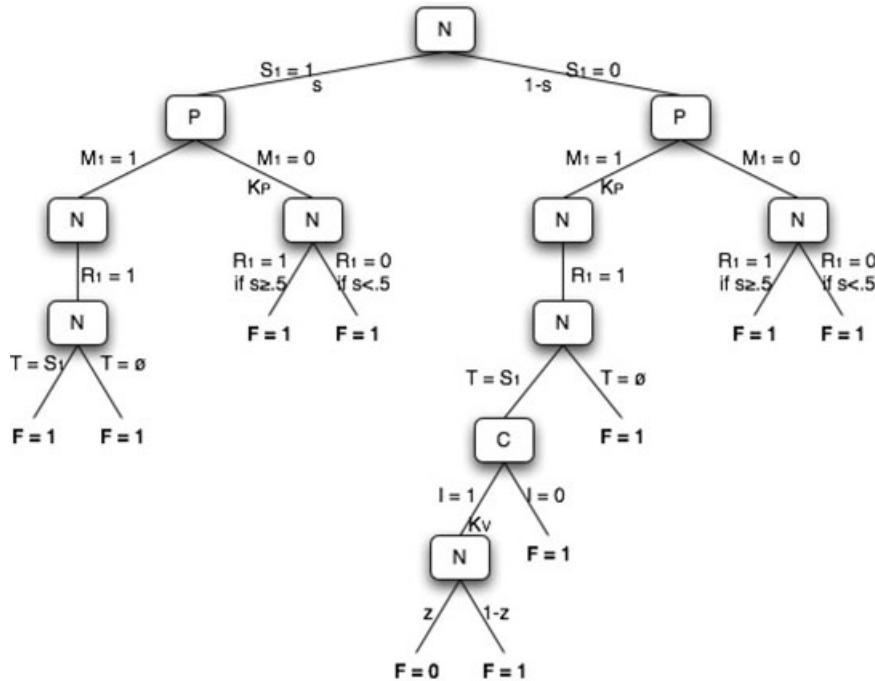 N
S₁ = 1 S₁ = 0
s 1-s
P P
M₁ = 1 M₁ = 0 M₁ = 1 M₁ = 0
KP KP
N N N N
R₁ = 1 R₁ = 1 R₁ = 0 R₁ = 1 R₁ = 1 R₁ = 0
if s≥.5 if s<.5 if s≥.5 if s<.5
N F = 1 F = 1 N F = 1 F = 1
T = S₁ T = ø T = S₁ T = ø
F = 1 F = 1 C F = 1
I = 1 I = 0
KV
N F = 1
z 1-z
F = 0 F = 1